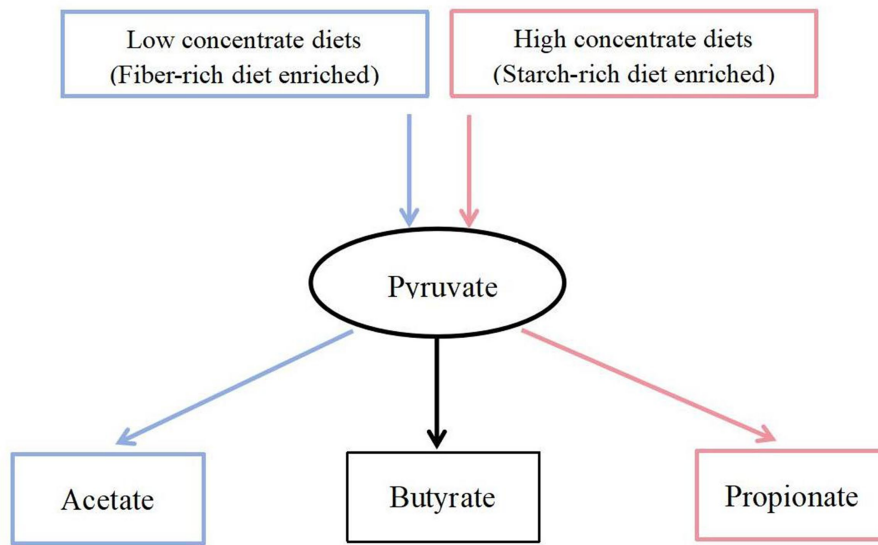 Low concentrate diets
(Fiber-rich diet enriched)
High concentrate diets
(Starch-rich diet enriched)
Pyruvate
Acetate
Butyrate
Propionate